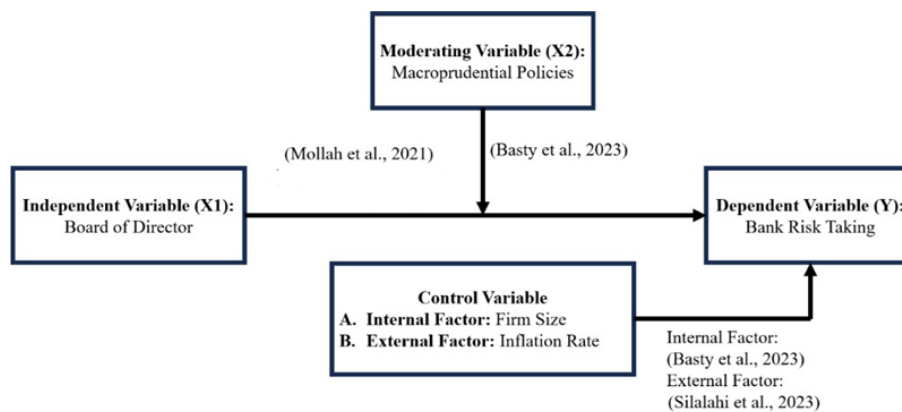 Moderating Variable (X2):
Macroprudential Policies
(Mollah et al., 2021)
(Basty et al., 2023)
Independent Variable (X1):
Board of Director
Dependent Variable (Y):
Bank Risk Taking
Control Variable
A. Internal Factor: Firm Size
B. External Factor: Inflation Rate
Internal Factor:
(Basty et al., 2023)
External Factor:
(Silalahi et al., 2023)